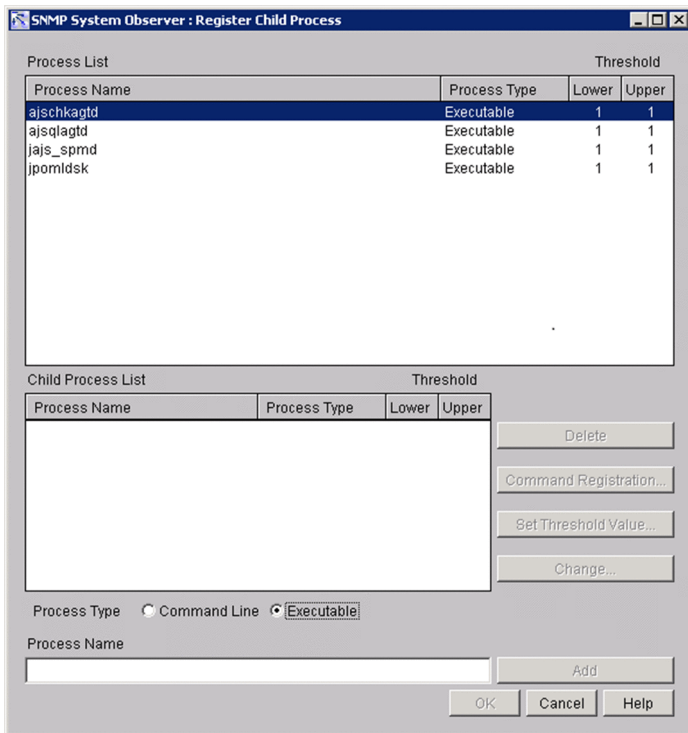 SNMP System Observer : Register Child Process
Process List Threshold
Process Name Process Type Lower Upper
ajschkagtd Executable 1 1
ajsqlagtd Executable 1 1
jajs_spmd Executable 1 1
jpomldsk Executable 1 1
Child Process List Threshold
Process Name Process Type Lower Upper
Delete
Command Registration...
Set Threshold Value...
Change...
Process Type Command Line Executable
Process Name
Add
OK Cancel Help